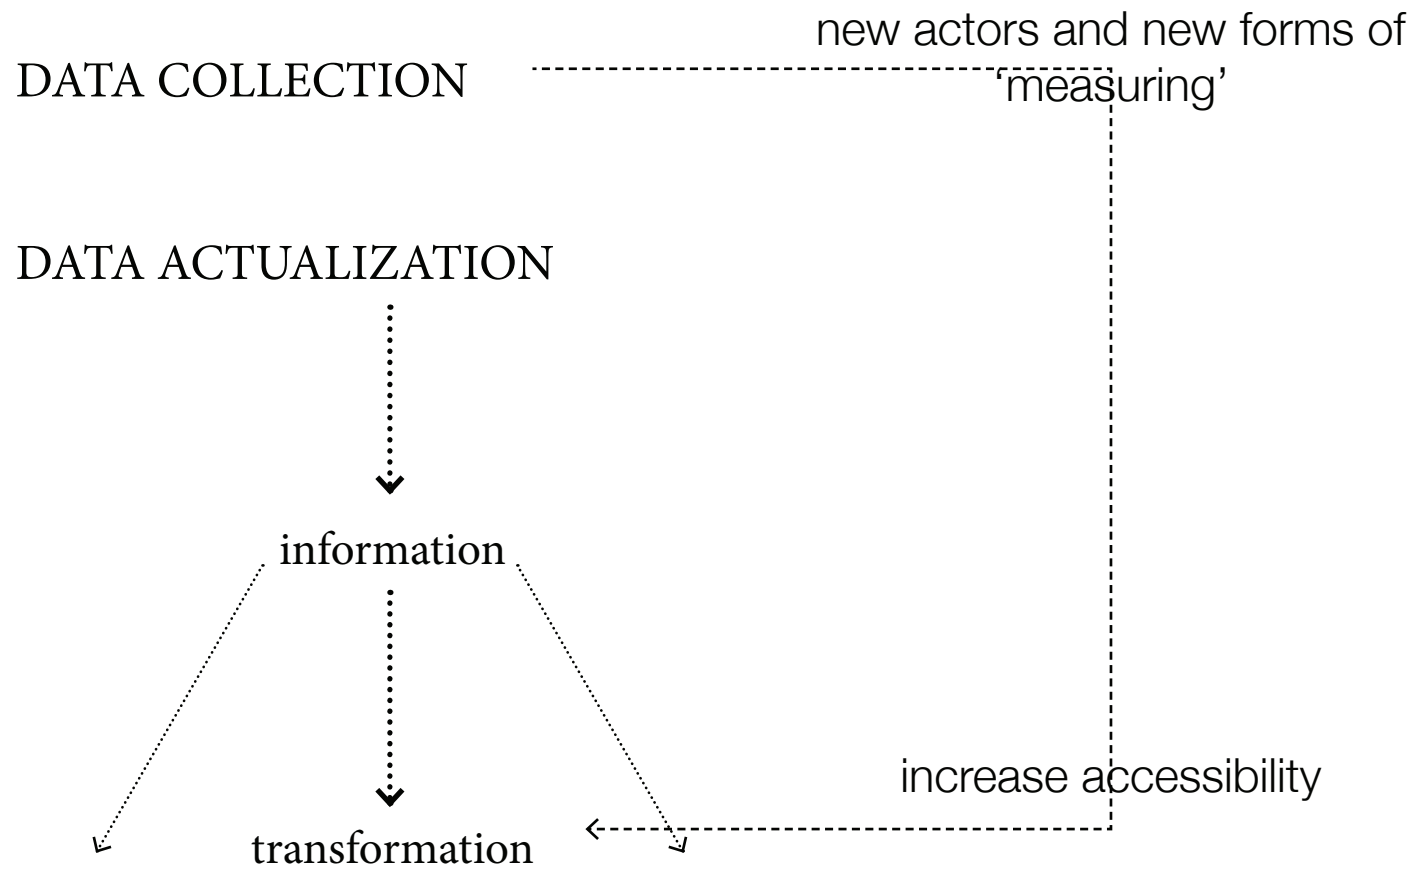 new actors and new forms of
‘measuring’
DATA COLLECTION
DATA ACTUALIZATION
information
increase accessibility
transformation